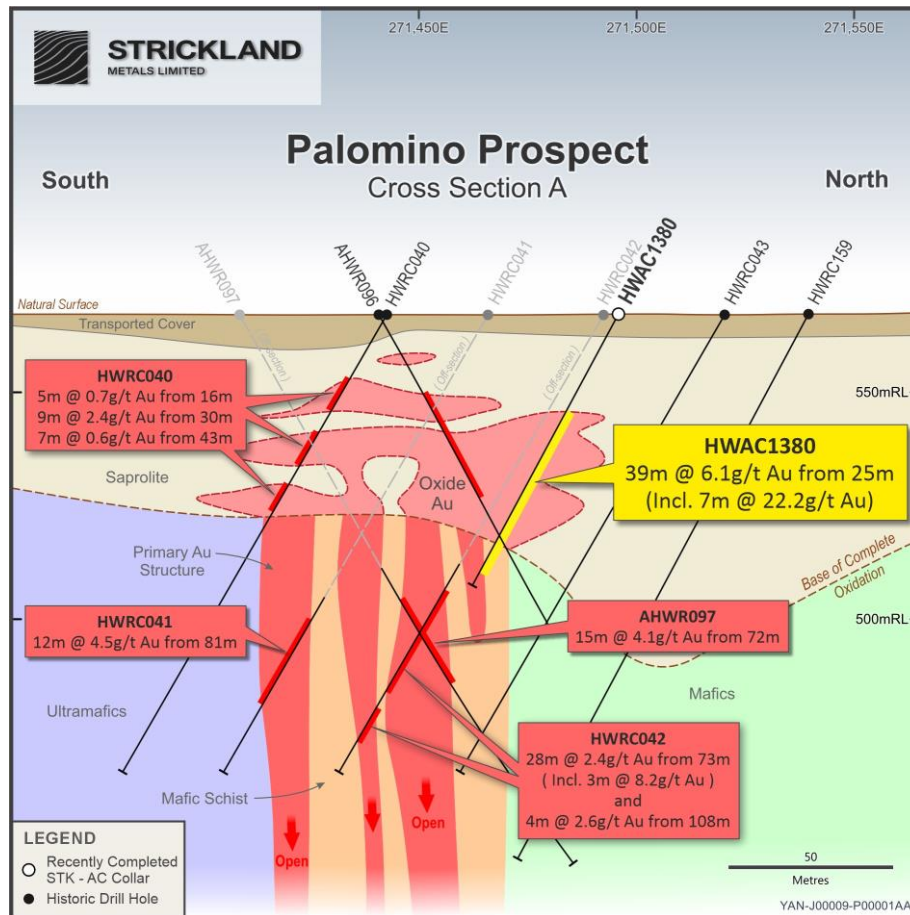 271,450
271,500
271,550
STRICKLAND
METALS LIMITED
Palomino Prospect
Cross Section A
South
North
AHWR097
AHWR096
HWRC040
HWRC041
HWRC042
HWAC1380
HWRC043
HWRC159
Natural Surface
Transported Cover
(Off-section)
(Off-section)
(Off-section)
HWRC040
5m @ 0.7g/t Au from 16m
9m @ 2.4g/t Au from 30m
7m @ 0.6g/t Au from 43m
550mRL
HWAC1380
39m @ 6.1g/t Au from 25m
(Incl. 7m @ 22.2g/t Au)
Saprolite
Oxide
Au
Primary Au
Structure
Base of Complete
Oxidation
HWRC041
12m @ 4.5g/t Au from 81m
AHWR097
15m @ 4.1g/t Au from 72m
500mRL
Ultramafics
Mafics
HWRC042
28m @ 2.4g/t Au from 73m
( Incl. 3m @ 8.2g/t Au )
and
4m @ 2.6g/t Au from 108m
Mafic Schist
Open
Open
LEGEND
Recently Completed
STK - AC Collar
Historic Drill Hole
50
Metres
YAN-J00009-P00001AA